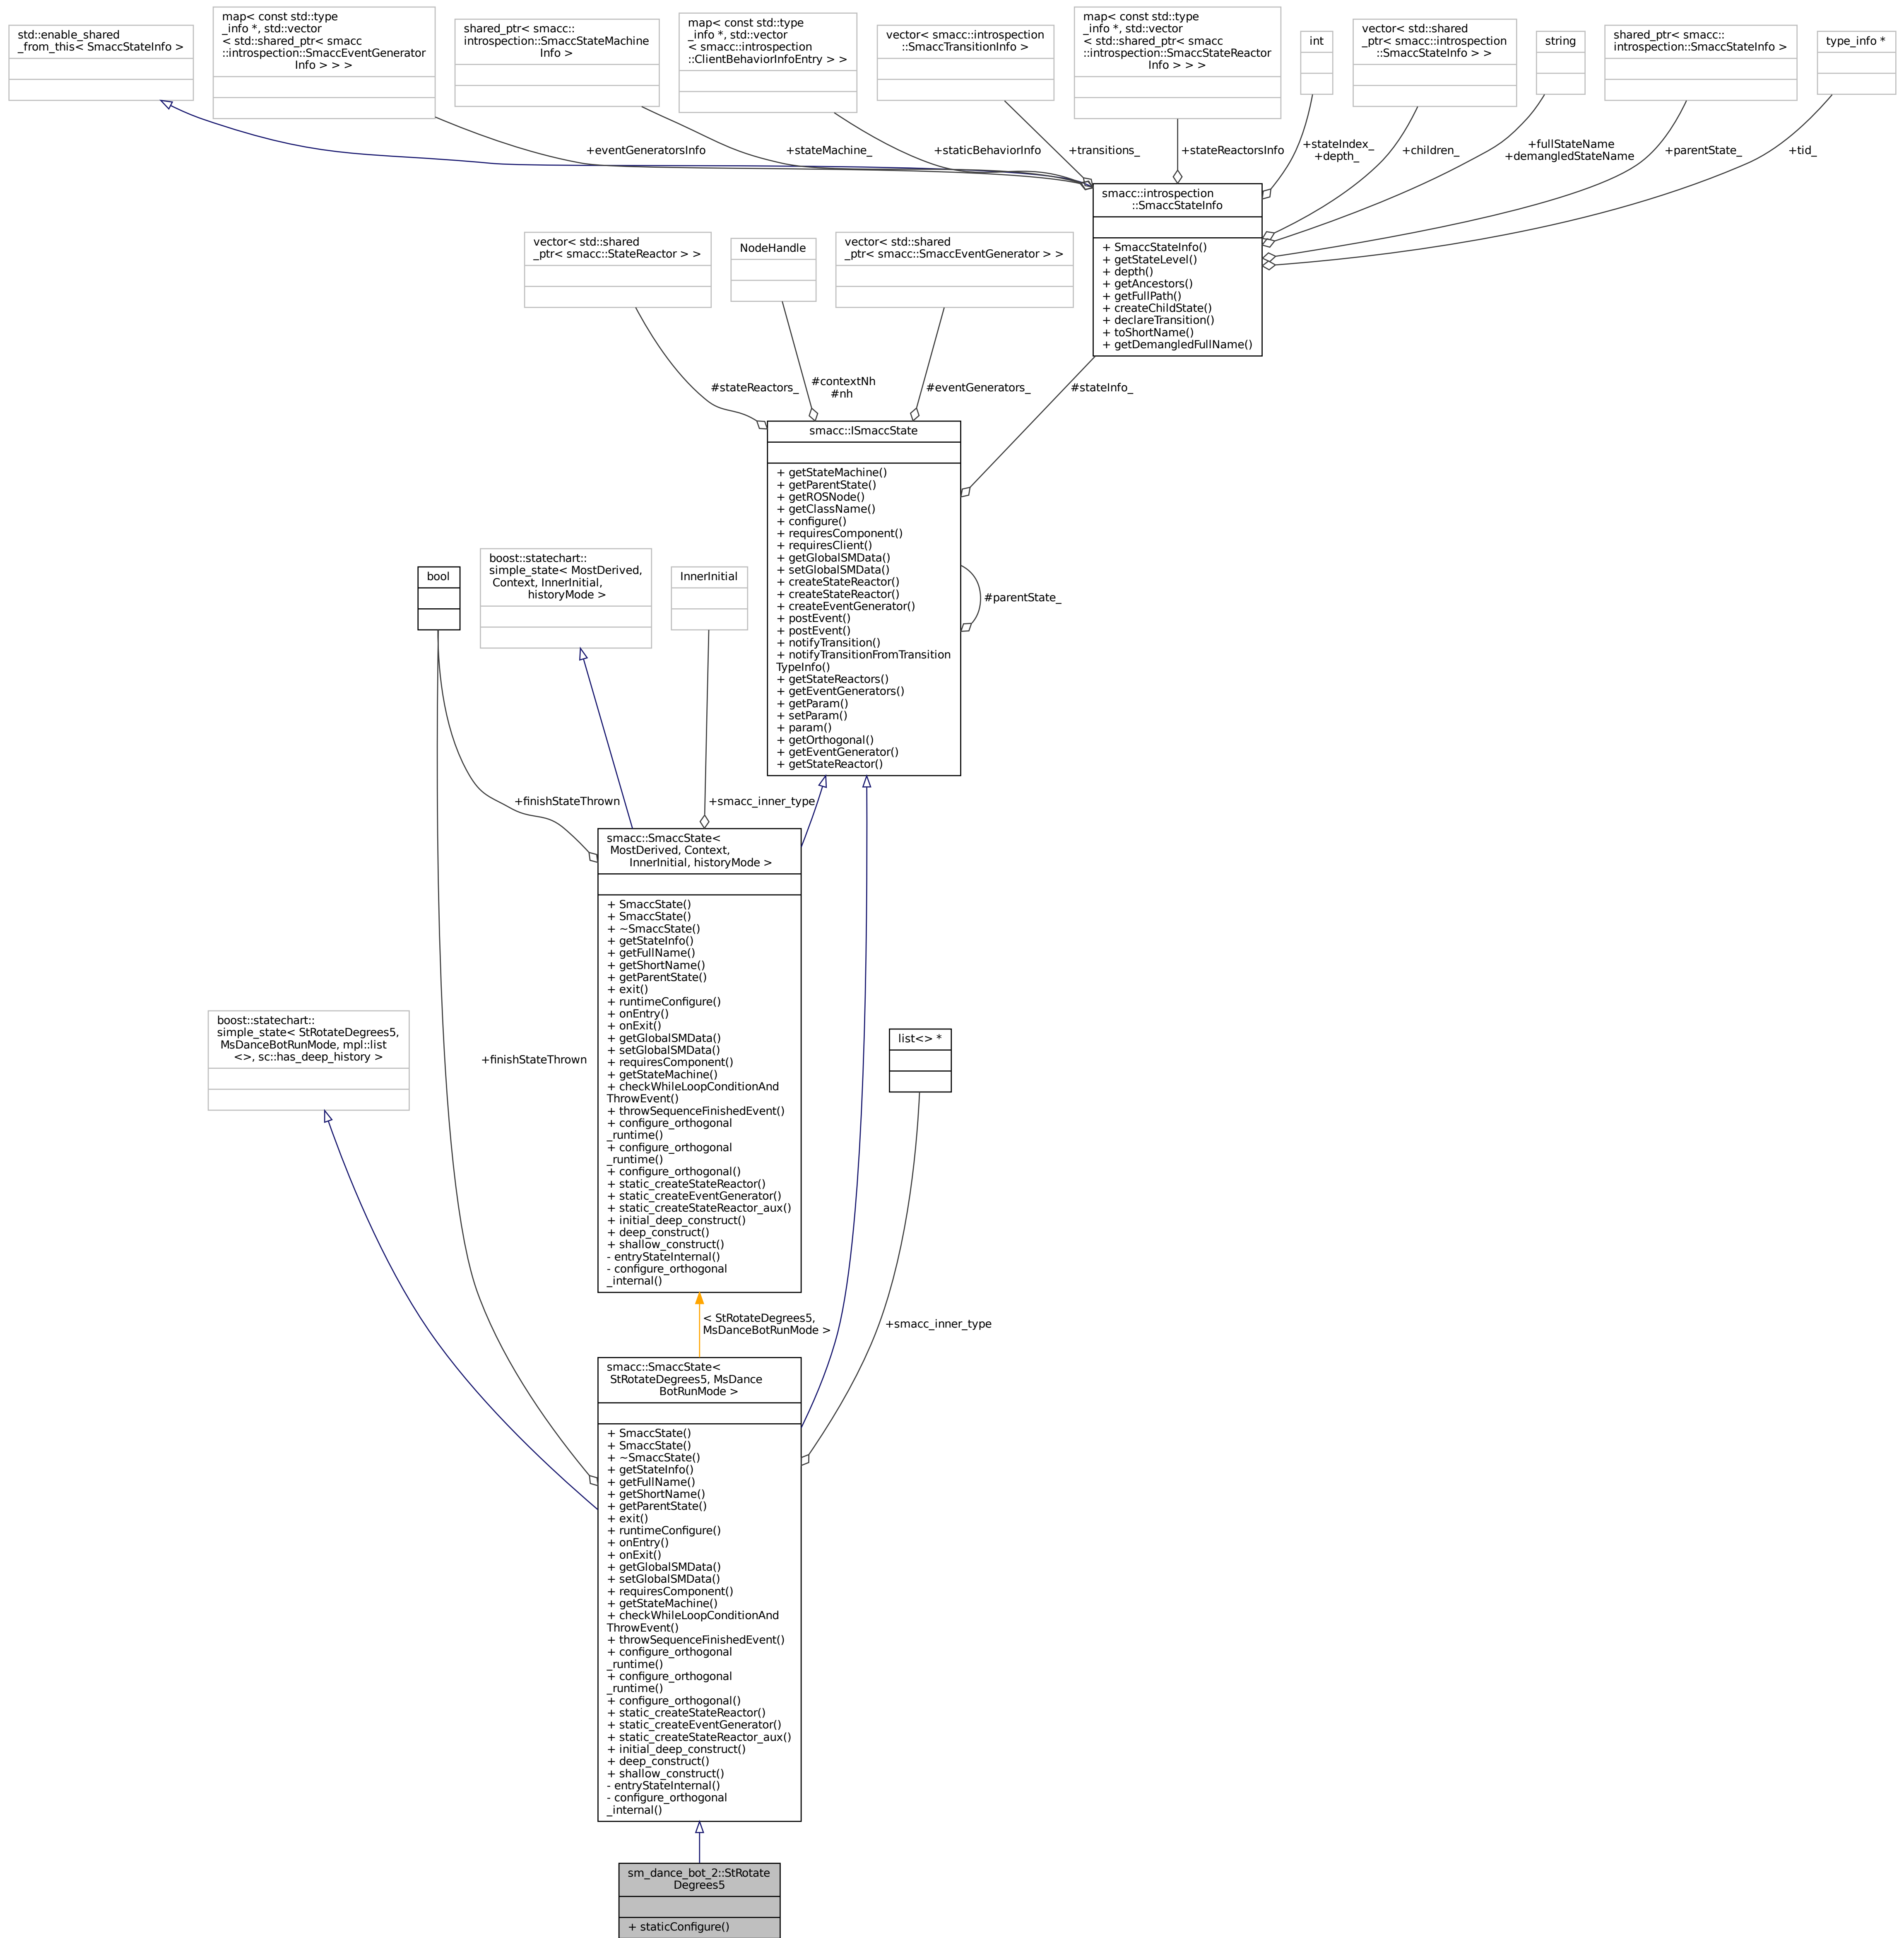 std::enable_shared
_from_this< SmaccStateInfo >
map< const std::type
_info *, std::vector
< std::shared_ptr< smacc
::introspection::SmaccEventGenerator
Info > > >
shared_ptr< smacc::
introspection::SmaccStateMachine
Info >
map< const std::type
_info *, std::vector
< smacc::introspection
::ClientBehaviorInfoEntry > >
vector< smacc::introspection
::SmaccTransitionInfo >
map< const std::type
_info *, std::vector
< std::shared_ptr< smacc
::introspection::SmaccStateReactor
Info > > >
int
vector< std::shared
_ptr< smacc::introspection
::SmaccStateInfo > >
string
shared_ptr< smacc::
introspection::SmaccStateInfo >
type_info *
+eventGeneratorsInfo
+stateMachine_
+staticBehaviorInfo
+transitions_
+stateReactorsInfo
+stateIndex_
+depth_
+children_
+fullStateName
+demangledStateName
+parentState_
+tid_
smacc::introspection
::SmaccStateInfo
+ SmaccStateInfo()
+ getStateLevel()
+ depth()
+ getAncestors()
+ getFullPath()
+ createChildState()
+ declareTransition()
+ toShortName()
+ getDemangledFullName()
vector< std::shared
_ptr< smacc::StateReactor > >
NodeHandle
vector< std::shared
_ptr< smacc::SmaccEventGenerator > >
#stateReactors_
#contextNh
#nh
#eventGenerators_
#stateInfo_
smacc::ISmaccState
+ getStateMachine()
+ getParentState()
+ getROSNode()
+ getClassName()
+ configure()
+ requiresComponent()
+ requiresClient()
+ getGlobalSMData()
+ setGlobalSMData()
+ createStateReactor()
+ createStateReactor()
+ createEventGenerator()
+ postEvent()
+ postEvent()
+ notifyTransition()
+ notifyTransitionFromTransition
TypeInfo()
+ getStateReactors()
+ getEventGenerators()
+ getParam()
+ setParam()
+ param()
+ getOrthogonal()
+ getEventGenerator()
+ getStateReactor()
#parentState_
bool
boost::statechart::
simple_state< MostDerived,
Context, InnerInitial,
historyMode >
InnerInitial
+finishStateThrown
+smacc_inner_type
smacc::SmaccState<
MostDerived, Context,
InnerInitial, historyMode >
+ SmaccState()
+ SmaccState()
+ ~SmaccState()
+ getStateInfo()
+ getFullName()
+ getShortName()
+ getParentState()
+ exit()
+ runtimeConfigure()
+ onEntry()
+ onExit()
+ getGlobalSMData()
+ setGlobalSMData()
+ requiresComponent()
+ getStateMachine()
+ checkWhileLoopConditionAnd
ThrowEvent()
+ throwSequenceFinishedEvent()
+ configure_orthogonal
_runtime()
+ configure_orthogonal
_runtime()
+ configure_orthogonal()
+ static_createStateReactor()
+ static_createEventGenerator()
+ static_createStateReactor_aux()
+ initial_deep_construct()
+ deep_construct()
+ shallow_construct()
- entryStateInternal()
- configure_orthogonal
_internal()
boost::statechart::
simple_state< StRotateDegrees5,
MsDanceBotRunMode, mpl::list
<>, sc::has_deep_history >
+finishStateThrown
list<> *
< StRotateDegrees5,
MsDanceBotRunMode >
+smacc_inner_type
smacc::SmaccState<
StRotateDegrees5, MsDance
BotRunMode >
+ SmaccState()
+ SmaccState()
+ ~SmaccState()
+ getStateInfo()
+ getFullName()
+ getShortName()
+ getParentState()
+ exit()
+ runtimeConfigure()
+ onEntry()
+ onExit()
+ getGlobalSMData()
+ setGlobalSMData()
+ requiresComponent()
+ getStateMachine()
+ checkWhileLoopConditionAnd
ThrowEvent()
+ throwSequenceFinishedEvent()
+ configure_orthogonal
_runtime()
+ configure_orthogonal
_runtime()
+ configure_orthogonal()
+ static_createStateReactor()
+ static_createEventGenerator()
+ static_createStateReactor_aux()
+ initial_deep_construct()
+ deep_construct()
+ shallow_construct()
- entryStateInternal()
- configure_orthogonal
_internal()
sm_dance_bot_2::StRotate
Degrees5
+ staticConfigure()